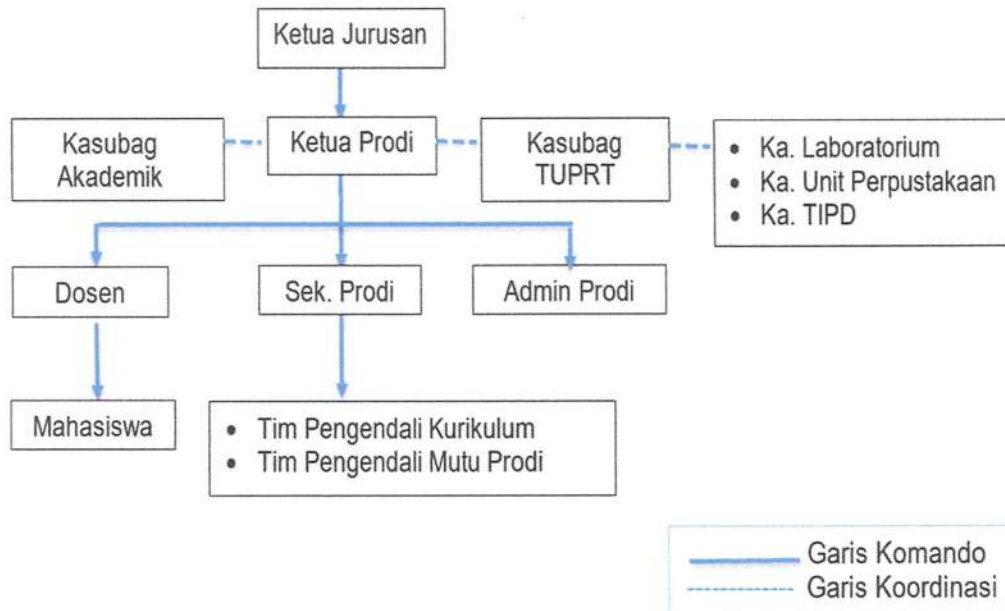 Ketua Jurusan
Kasubag
Akademik
Ketua Prodi
Kasubag
TUPRT
• Ka. Laboratorium
• Ka. Unit Perpustakaan
• Ka. TIPD
Dosen
Sek. Prodi
Admin Prodi
Mahasiswa
• Tim Pengendali Kurikulum
• Tim Pengendali Mutu Prodi
Garis Komando
Garis Koordinasi